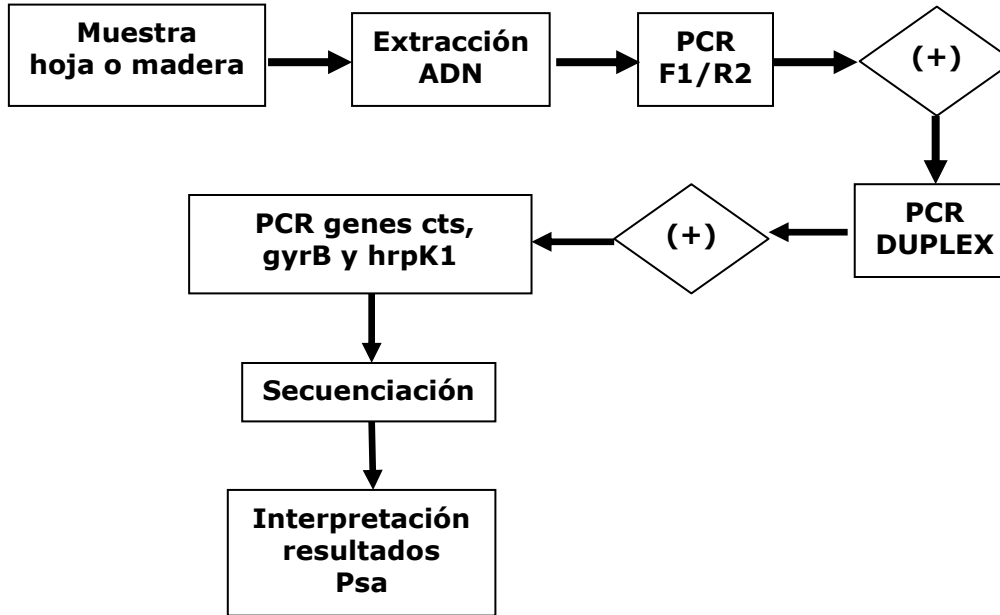 Muestra
hoja o madera
Extracción
ADN
PCR
F1/R2
(+)
PCR
DUPLEX
(+)
PCR genes cts,
gyrB y hrpK1
Secuenciación
Interpretación
resultados
Psa